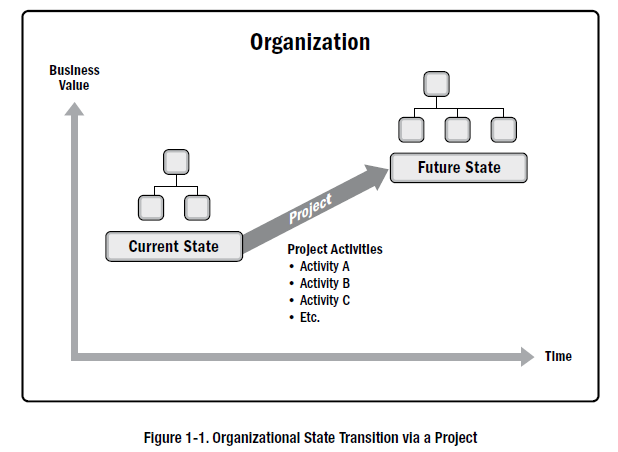 Organization
Business
Value
Future State
Project
Current State
Project Activities
• Activity A
• Activity B
• Activity C
• Etc.
Time
Figure 1-1. Organizational State Transition via a Project